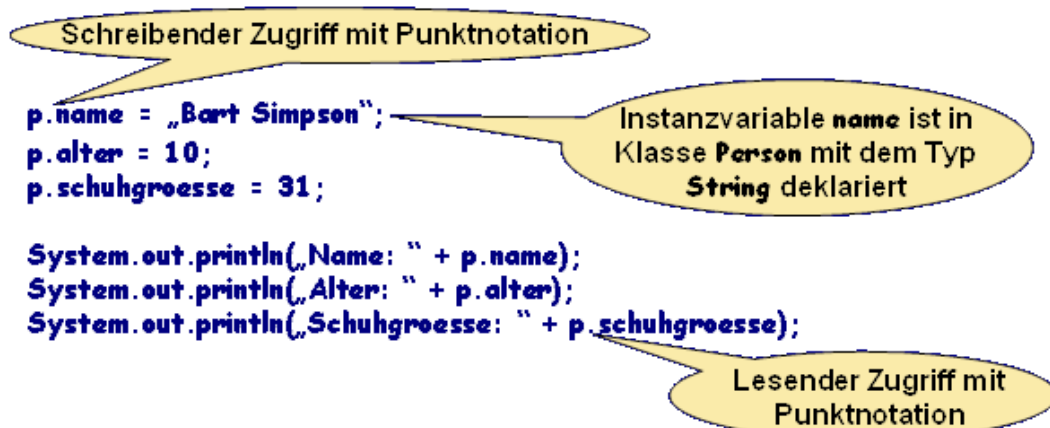 Schreibender Zugriff mit Punktnotation
p.name = „Bart Simpson“;
p.alter = 10;
p.schuhgroesse = 31;
Instanzvariable name ist in
Klasse Person mit dem Typ
String deklariert
System.out.println(„Name: “ + p.name);
System.out.println(„Alter: “ + p.alter);
System.out.println(„Schuhgroesse: “ + p.schuhgroesse);
Lesender Zugriff mit
Punktnotation